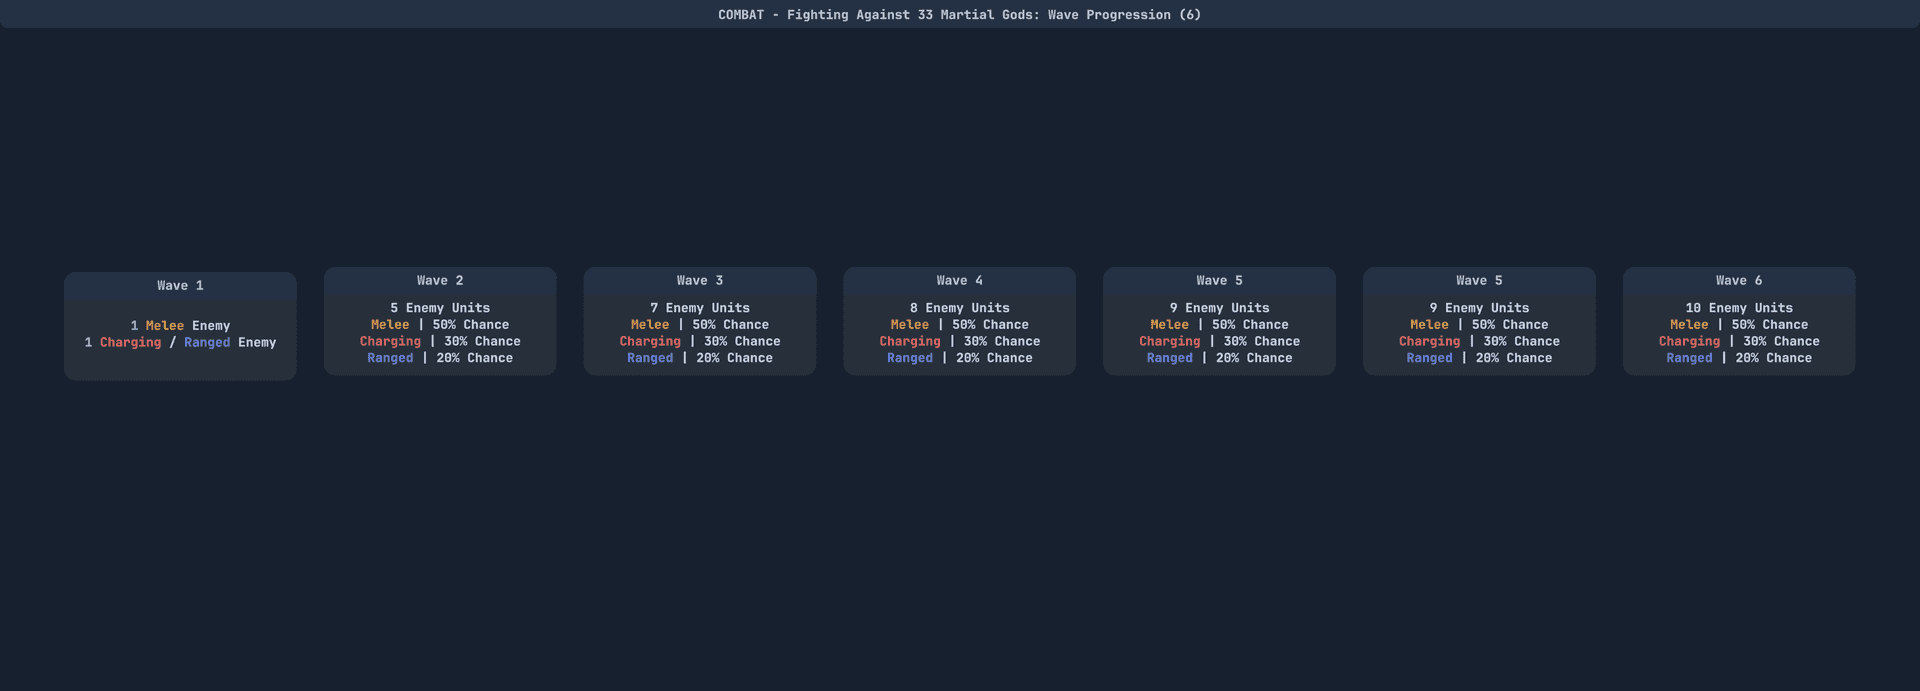 COMBAT - Fighting Against 33 Martial Gods: Wave Progression (6)
Wave 1
1 Melee Enemy
1 Charging / Ranged Enemy
Wave 2
5 Enemy Units
Melee | 50% Chance
Charging | 30% Chance
Ranged | 20% Chance
Wave 3
7 Enemy Units
Melee | 50% Chance
Charging | 30% Chance
Ranged | 20% Chance
Wave 4
8 Enemy Units
Melee | 50% Chance
Charging | 30% Chance
Ranged | 20% Chance
Wave 5
9 Enemy Units
Melee | 50% Chance
Charging | 30% Chance
Ranged | 20% Chance
Wave 5
9 Enemy Units
Melee | 50% Chance
Charging | 30% Chance
Ranged | 20% Chance
Wave 6
10 Enemy Units
Melee | 50% Chance
Charging | 30% Chance
Ranged | 20% Chance